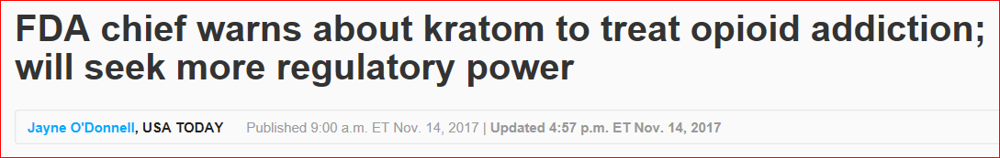 FDA chief warns about kratom to treat opioid addiction;
will seek more regulatory power
Jayne O'Donnell, USA TODAY Published 9:00 a.m. ET Nov. 14, 2017 | Updated 4:57 p.m. ET Nov. 14, 2017